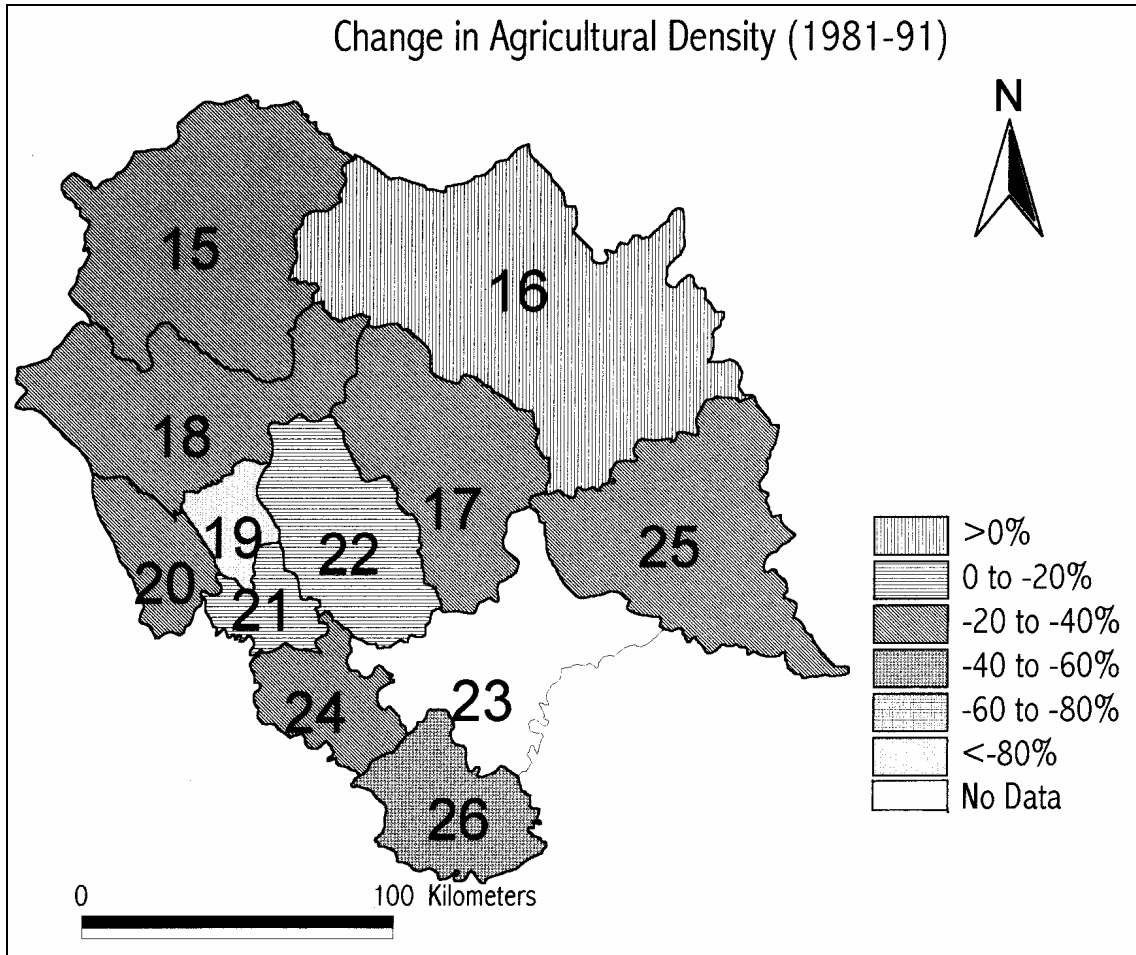 Change in Agricultural Density (1981-91)
N
15
16
18
17
19
22
25
20
21
23
24
26
>0%
0 to -20%
-20 to -40%
-40 to -60%
-60 to -80%
<-80%
No Data
0 100 Kilometers